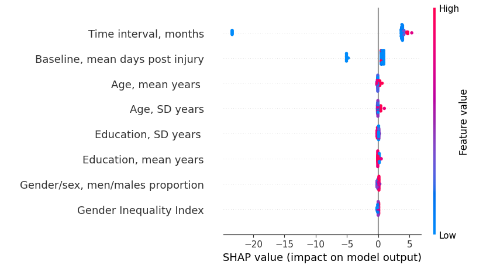 High
Time interval, months
Baseline, mean days post injury
Age, mean years
Age, SD years
Education, SD years
Education, mean years
Gender/sex, men/males proportion
Gender Inequality Index
Feature value
Low
−20 −15 −10 −5 0 5
SHAP value (impact on model output)